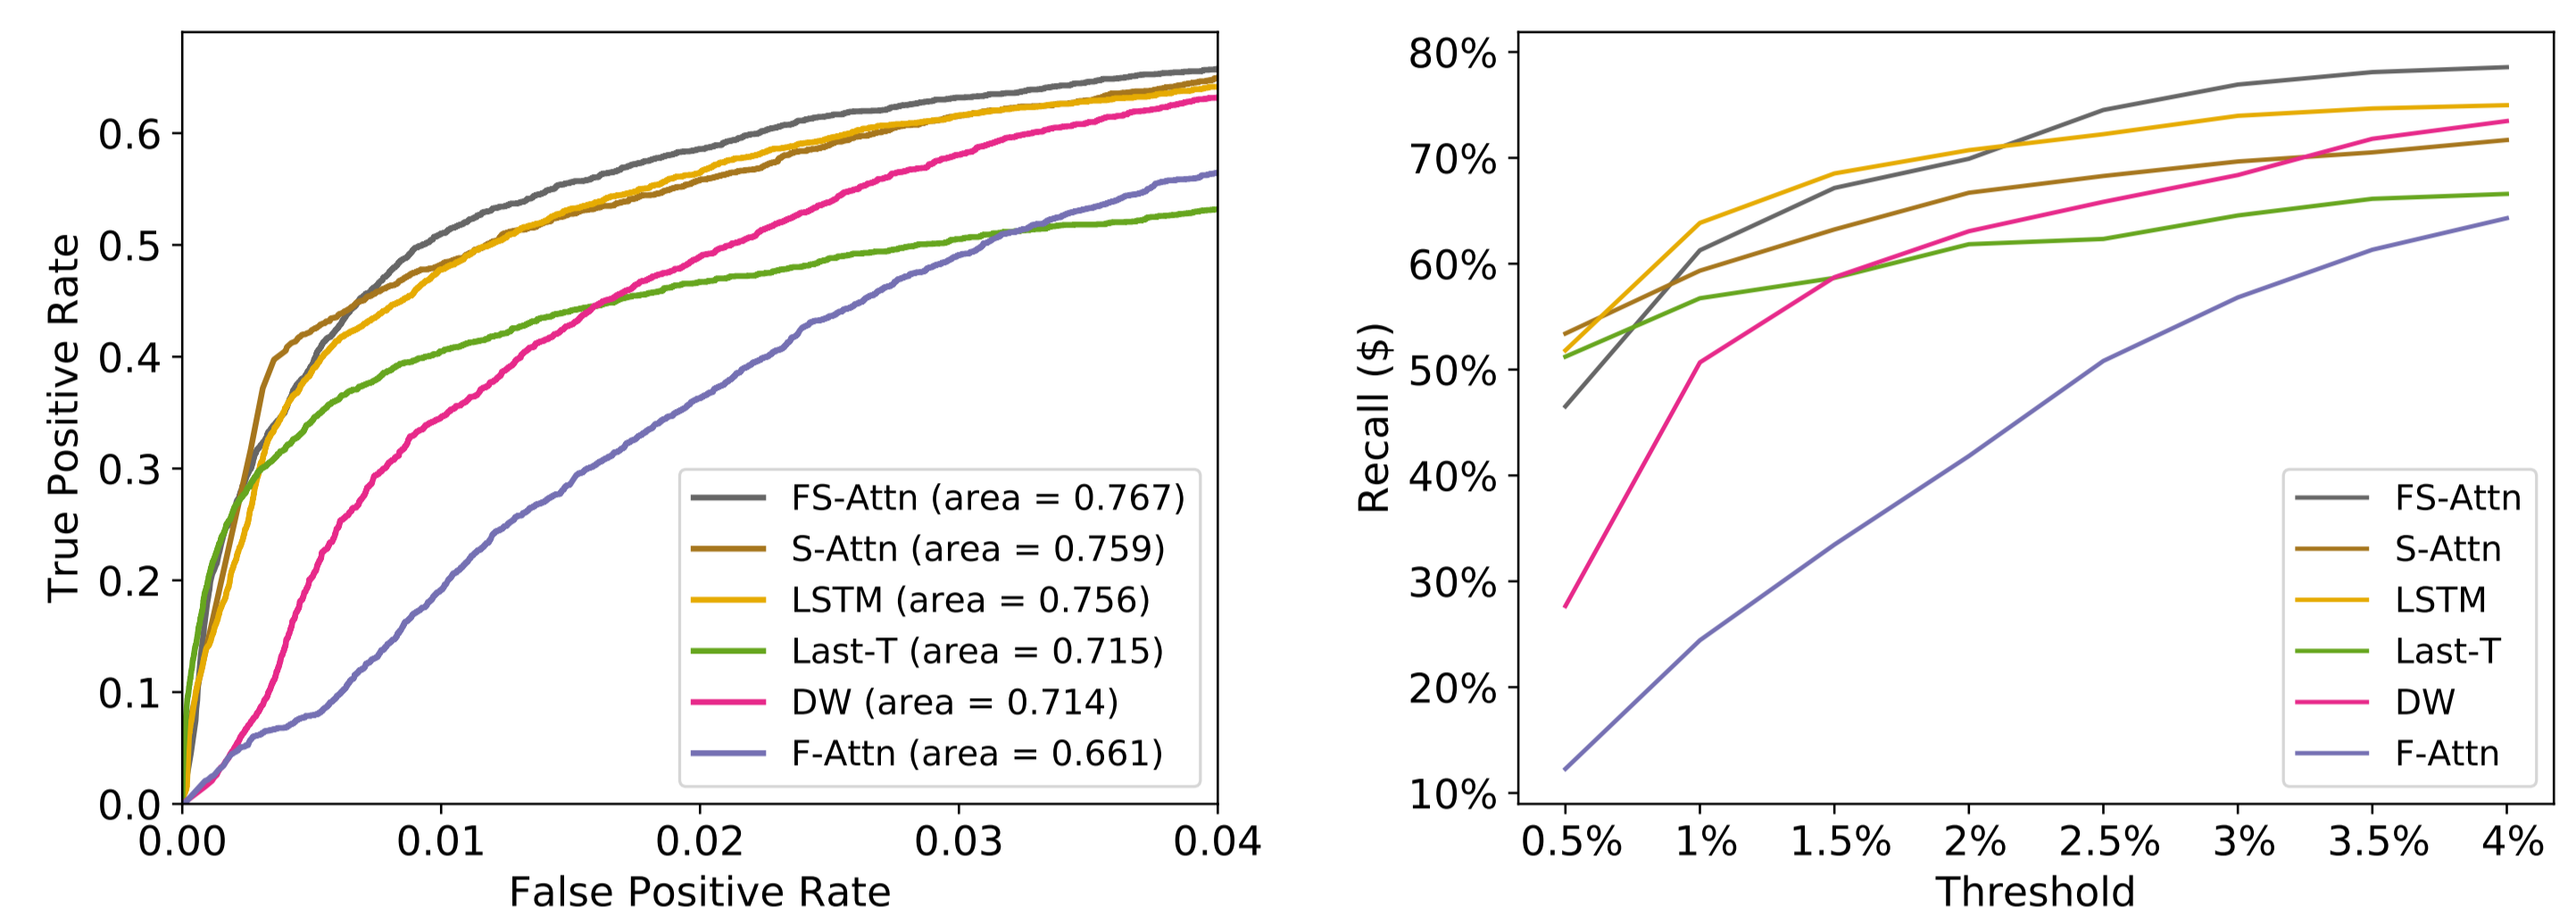 True Positive Rate
0.6
0.5
0.4
0.3
0.2
0.1
0.0
0.00 0.01 0.02 0.03 0.04
False Positive Rate
FS-Attn (area = 0.767)
S-Attn (area = 0.759)
LSTM (area = 0.756)
Last-T (area = 0.715)
DW (area = 0.714)
F-Attn (area = 0.661)
Recall ($)
80%
70%
60%
50%
40%
30%
20%
10%
0.5% 1% 1.5% 2% 2.5% 3% 3.5% 4%
Threshold
FS-Attn
S-Attn
LSTM
Last-T
DW
F-Attn